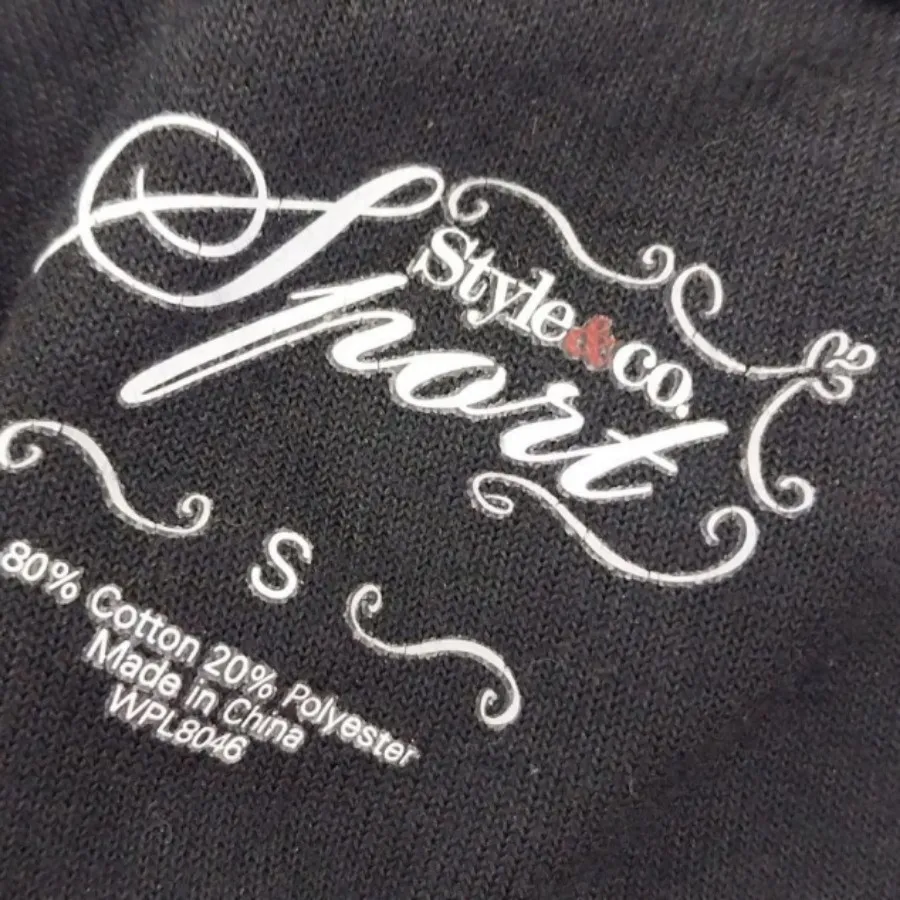 Style&co.
Sport
S
80% Cotton 20% Polyester
Made in China
WPL8046